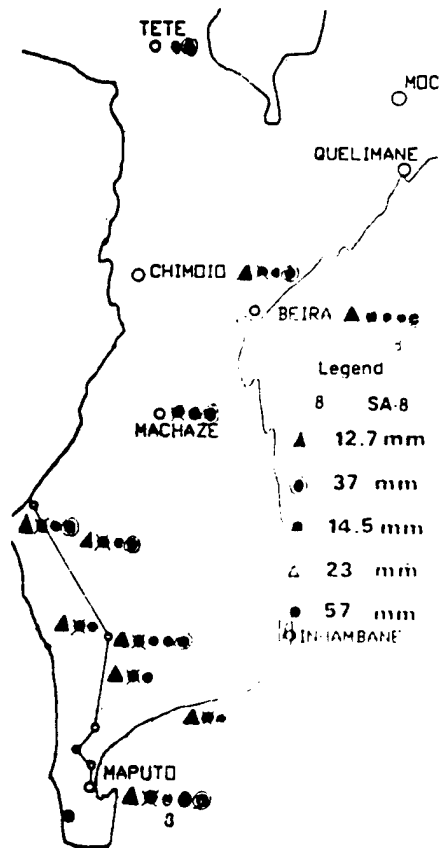 TETE
MOC
QUELIMANE
CHIMOIO
BEIRA
Legend
8 SA-8
12.7 mm
MACHAZE
37 mm
14.5 mm
23 mm
57 mm
INHAMBANE
MAPUTO